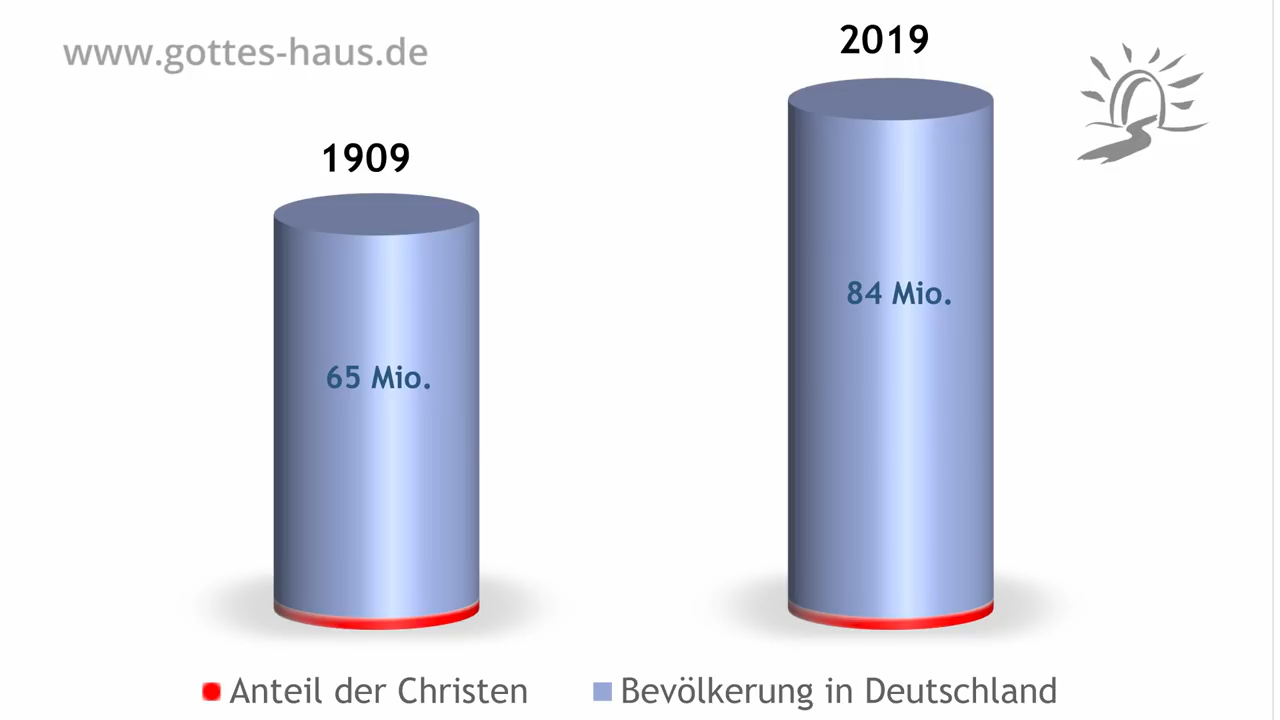 www.gottes-haus.de
2019
1909
84 Mio.
65 Mio.
Anteil der Christen
Bevölkerung in Deutschland